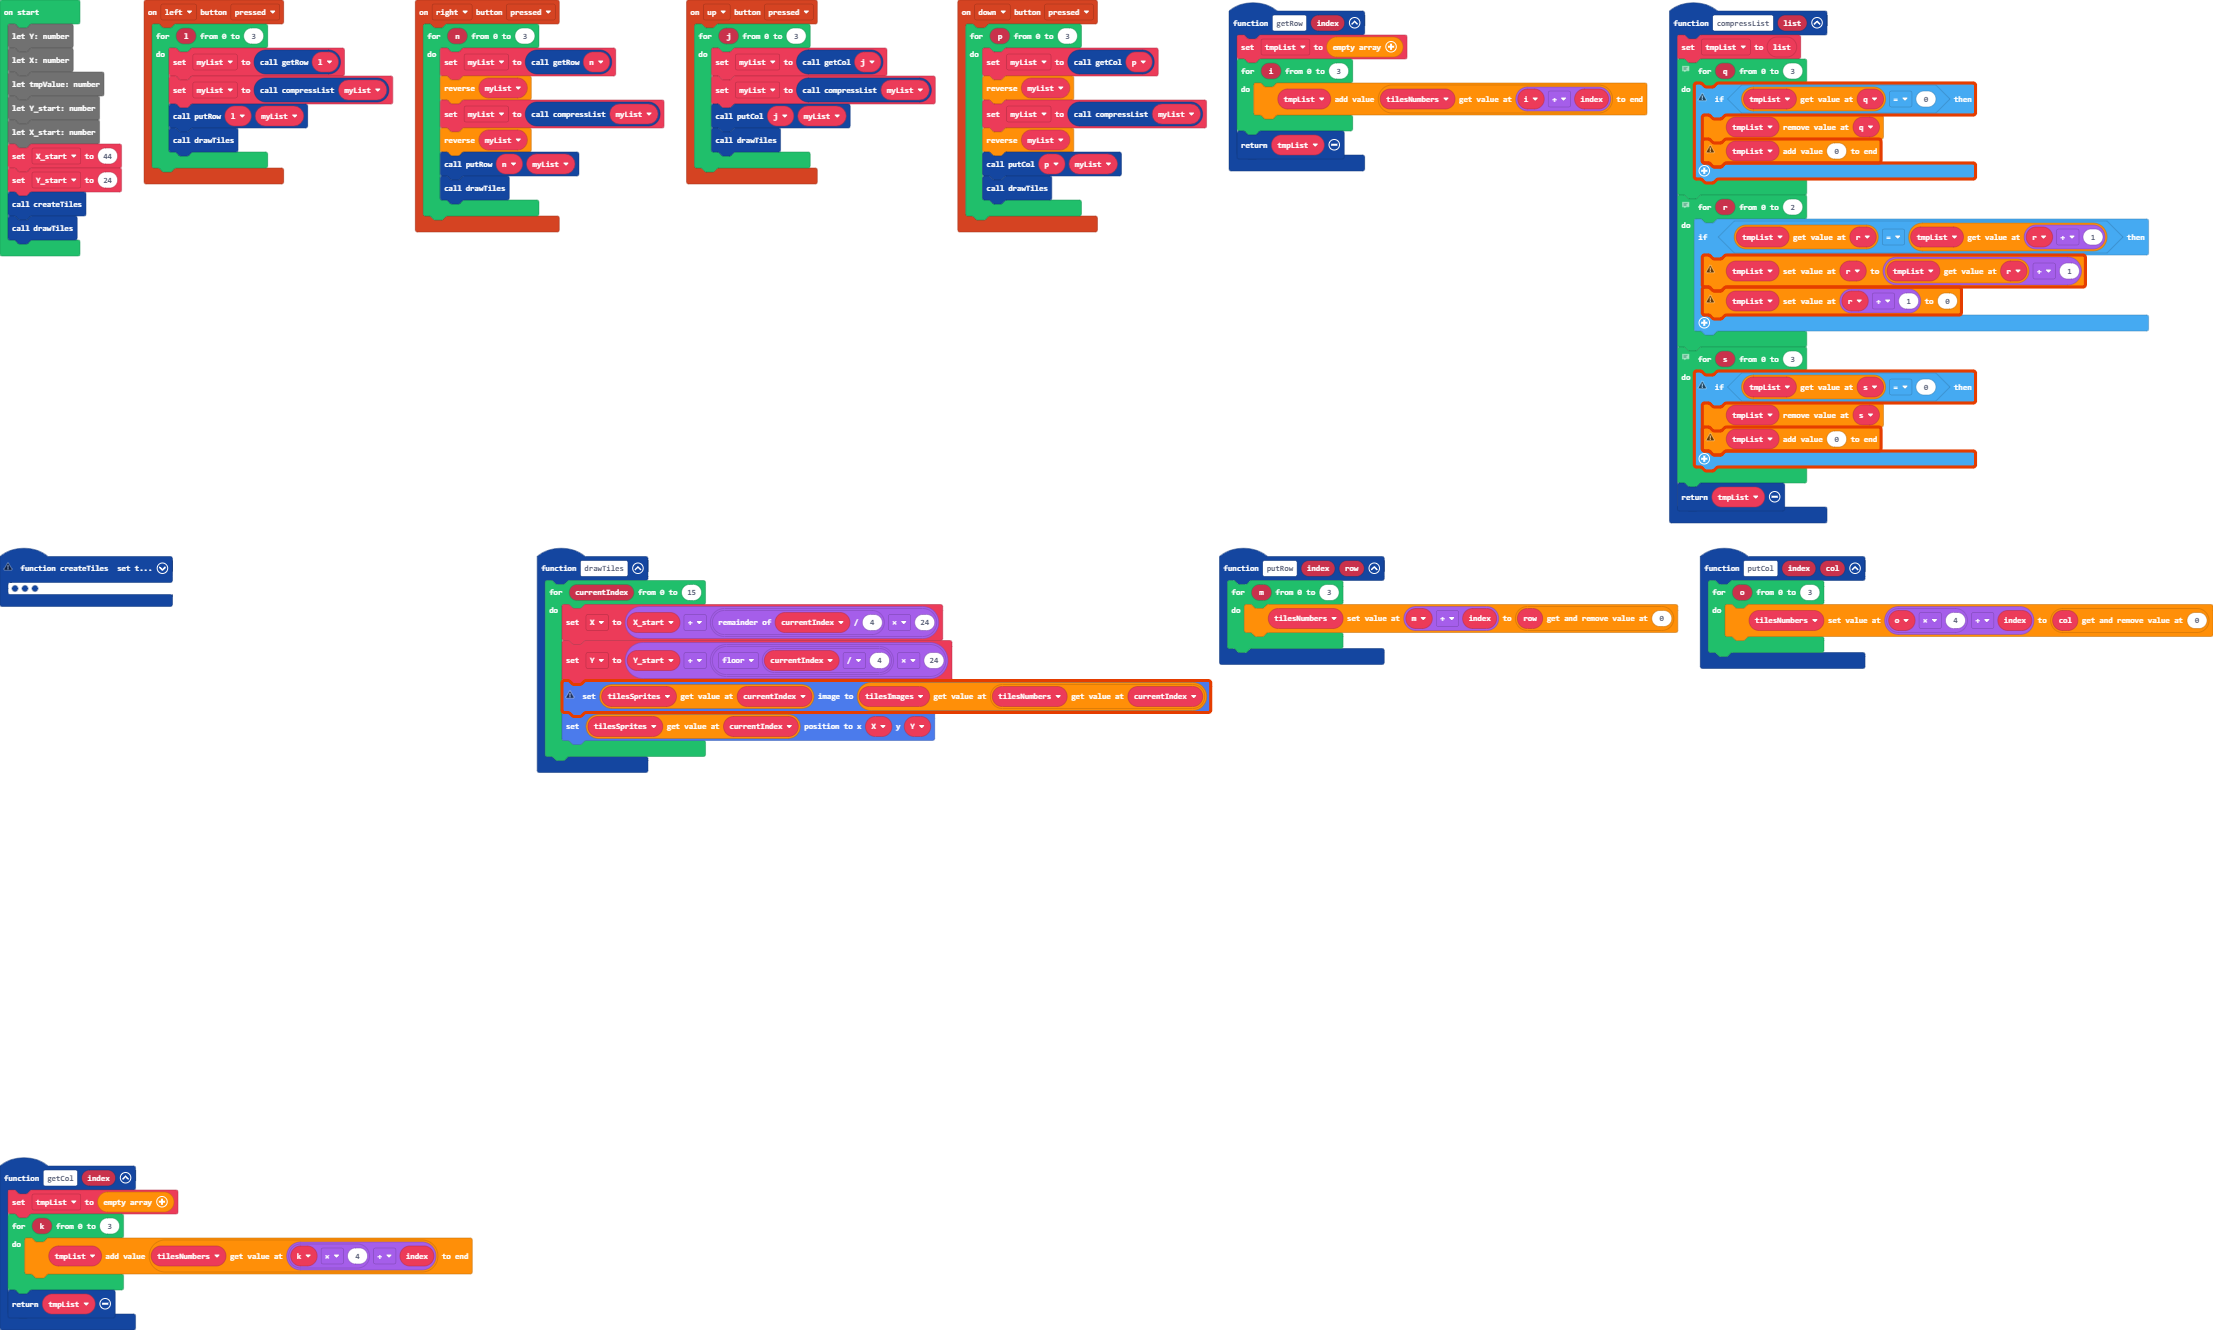 on start
let Y: number
let X: number
let tmpValue: number
let Y_start: number
let X_start: number
set X_start to 44
set Y_start to 24
call createTiles
call drawTiles
on left button pressed
for l from 0 to 3
do
set myList to call getRow l
set myList to call compressList myList
call putRow l myList
call drawTiles
on right button pressed
for n from 0 to 3
do
set myList to call getRow n
reverse myList
set myList to call compressList myList
reverse myList
call putRow n myList
call drawTiles
on up button pressed
for j from 0 to 3
do
set myList to call getCol j
set myList to call compressList myList
call putCol j myList
call drawTiles
on down button pressed
for p from 0 to 3
do
set myList to call getCol p
reverse myList
set myList to call compressList myList
reverse myList
call putCol p myList
call drawTiles
function getRow index
set tmpList to empty array
for i from 0 to 3
do
tmpList add value tilesNumbers get value at i + index to end
return tmpList
function compressList list
set tmpList to list
for q from 0 to 3
do
if tmpList get value at q = 0 then
tmpList remove value at q
tmpList add value 0 to end
for r from 0 to 2
do
if tmpList get value at r = tmpList get value at r + 1 then
tmpList set value at r to tmpList get value at r + 1
tmpList set value at r + 1 to 0
for s from 0 to 3
do
if tmpList get value at s = 0 then
tmpList remove value at s
tmpList add value 0 to end
return tmpList
function createTiles set t...
function drawTiles
for currentIndex from 0 to 15
do
set X to X_start + remainder of currentIndex / 4 × 24
set Y to Y_start + floor currentIndex / 4 × 24
set tilesSprites get value at currentIndex image to tilesImages get value at tilesNumbers get value at currentIndex
set tilesSprites get value at currentIndex position to x X y Y
function putRow index row
for m from 0 to 3
do
tilesNumbers set value at m + index to row get and remove value at 0
function putCol index col
for o from 0 to 3
do
tilesNumbers set value at o × 4 + index to col get and remove value at 0
function getCol index
set tmpList to empty array
for k from 0 to 3
do
tmpList add value tilesNumbers get value at k × 4 + index to end
return tmpList